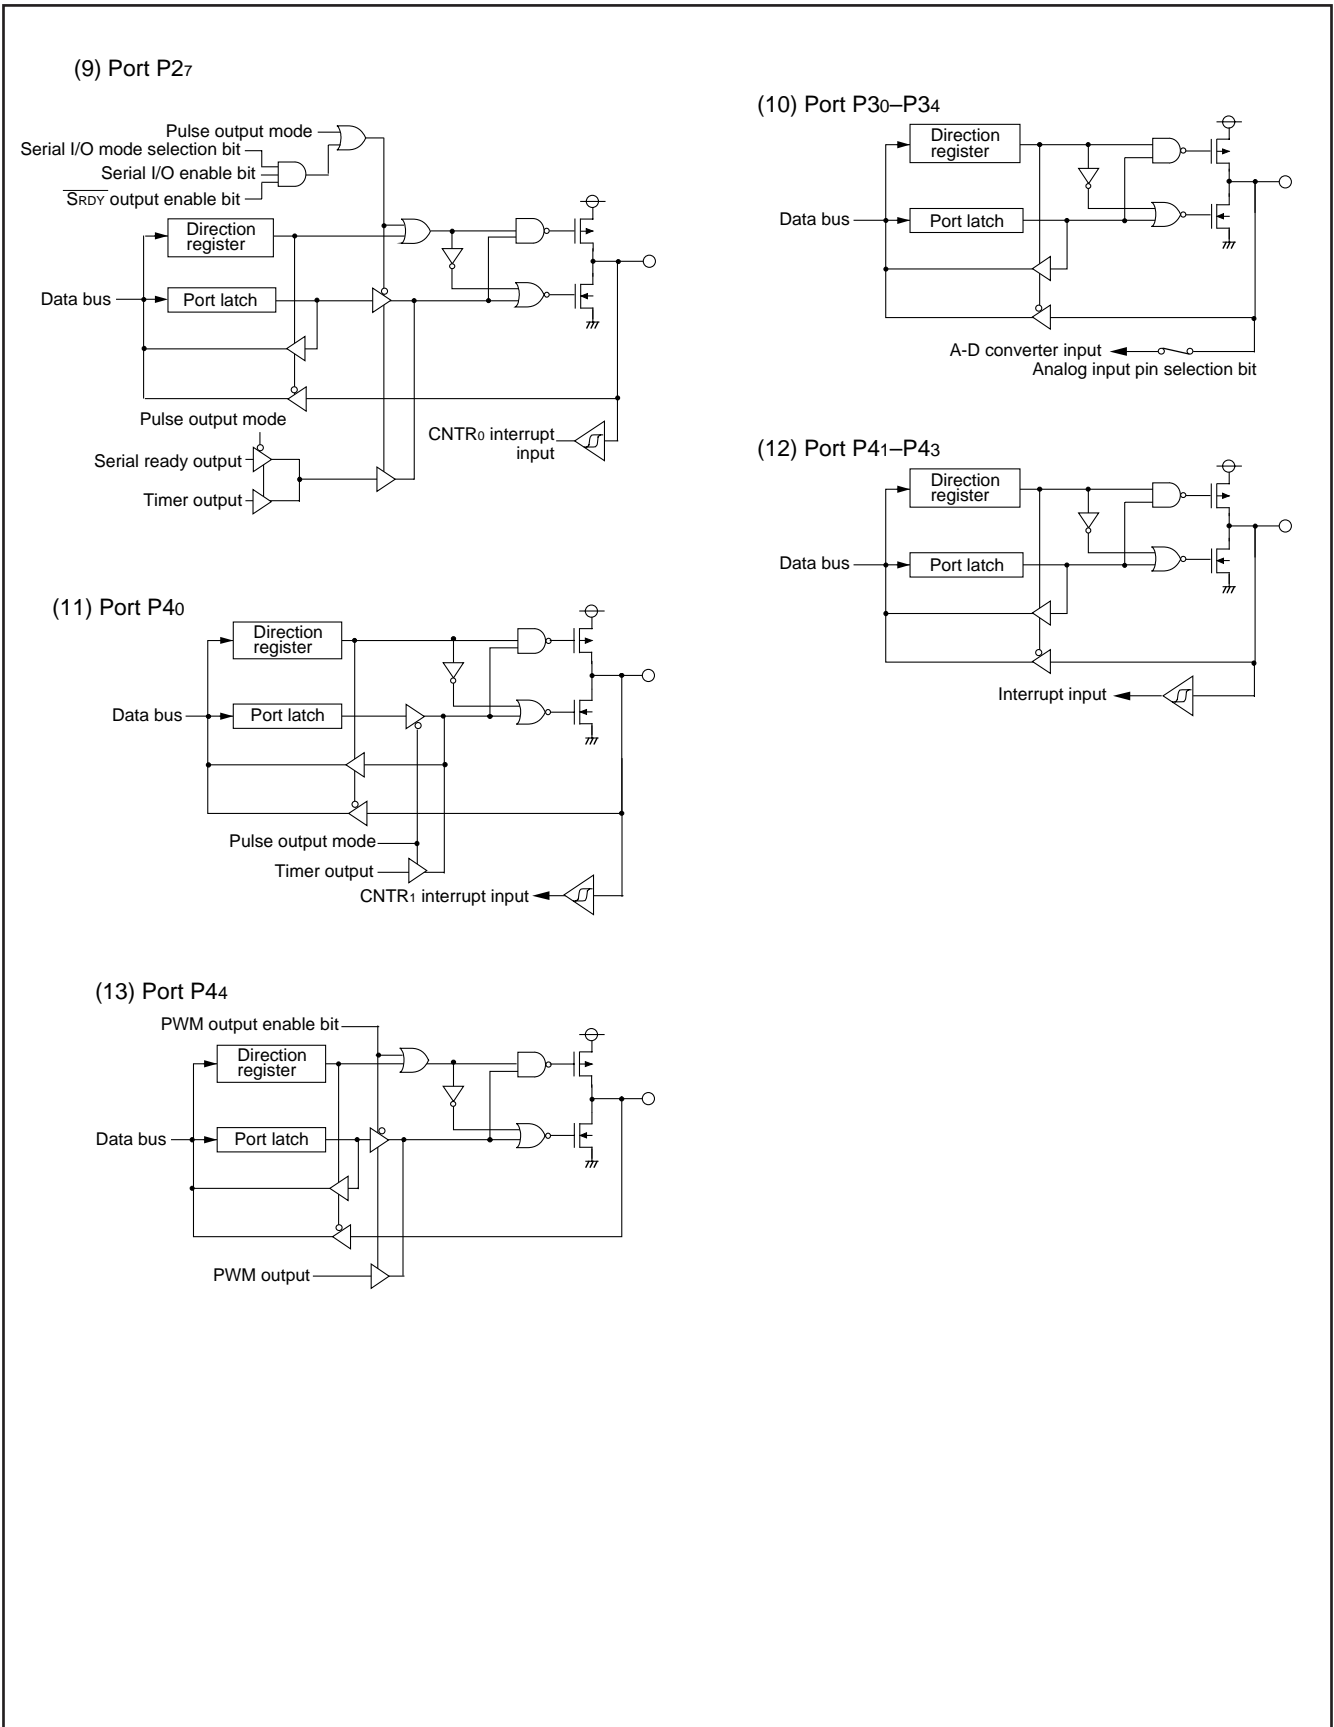 (9) Port P27
Pulse output mode
Serial I/O mode selection bit
Serial I/O enable bit
SRDY output enable bit
Direction
register
Data bus
Port latch
Pulse output mode
Serial ready output
Timer output
CNTR0 interrupt
input
(10) Port P30–P34
Direction
register
Data bus
Port latch
A-D converter input
Analog input pin selection bit
(11) Port P40
Direction
register
Data bus
Port latch
Pulse output mode
Timer output
CNTR1 interrupt input
(12) Port P41–P43
Direction
register
Data bus
Port latch
Interrupt input
(13) Port P44
PWM output enable bit
Direction
register
Data bus
Port latch
PWM output